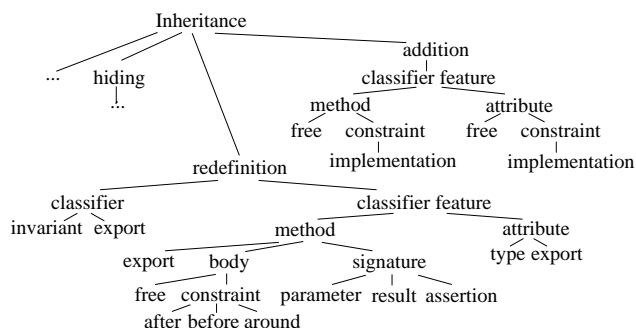 Inheritance
addition
... hiding classifier feature
...
method attribute
free constraint free constraint
implementation implementation
redefinition
classifier classifier feature
invariant export
method attribute
export body signature type export
free constraint parameter result assertion
after before around